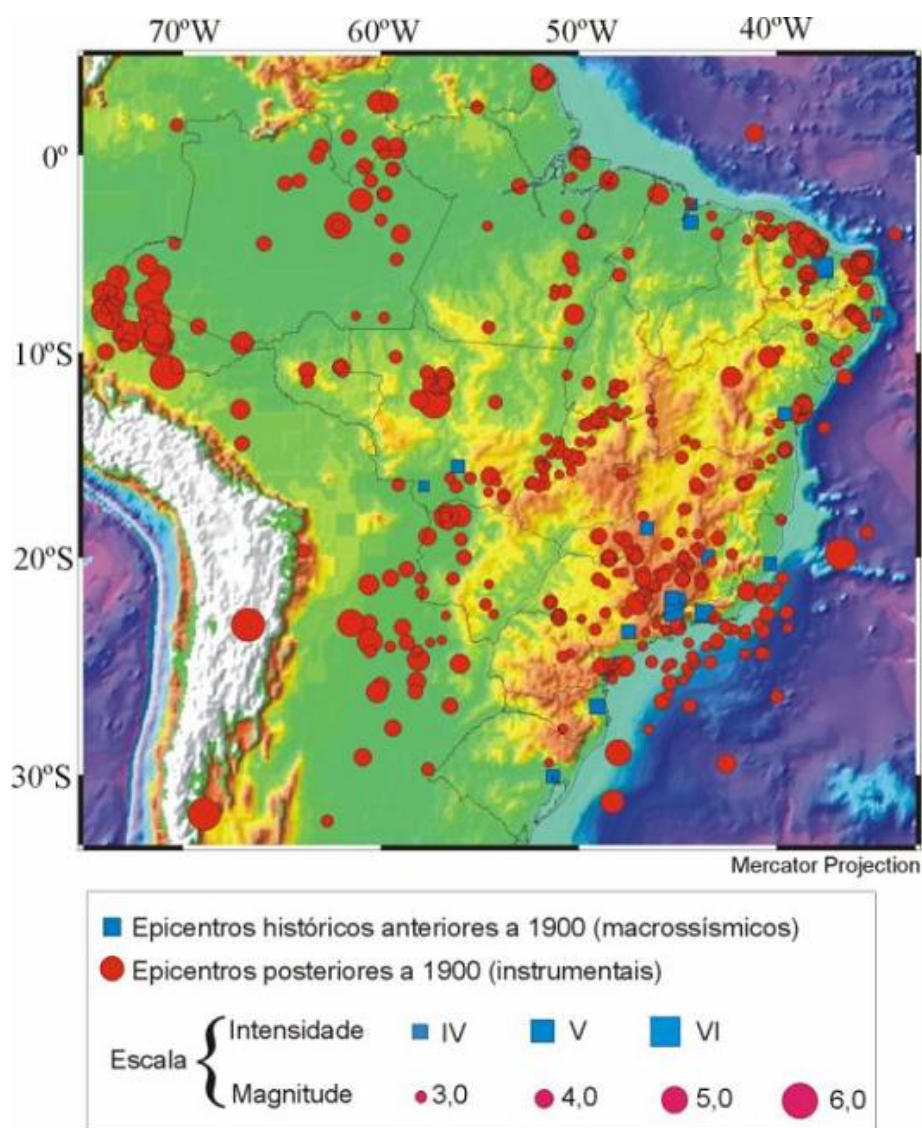 70ºW 60ºW 50ºW 40ºW
0º
10ºS
20ºS
30ºS
Mercator Projection
Epicentros históricos anteriores a 1900 (macrossísmicos)
Epicentros posteriores a 1900 (instrumentais)
Escala
Intensidade IV V VI
Magnitude 3,0 4,0 5,0 6,0